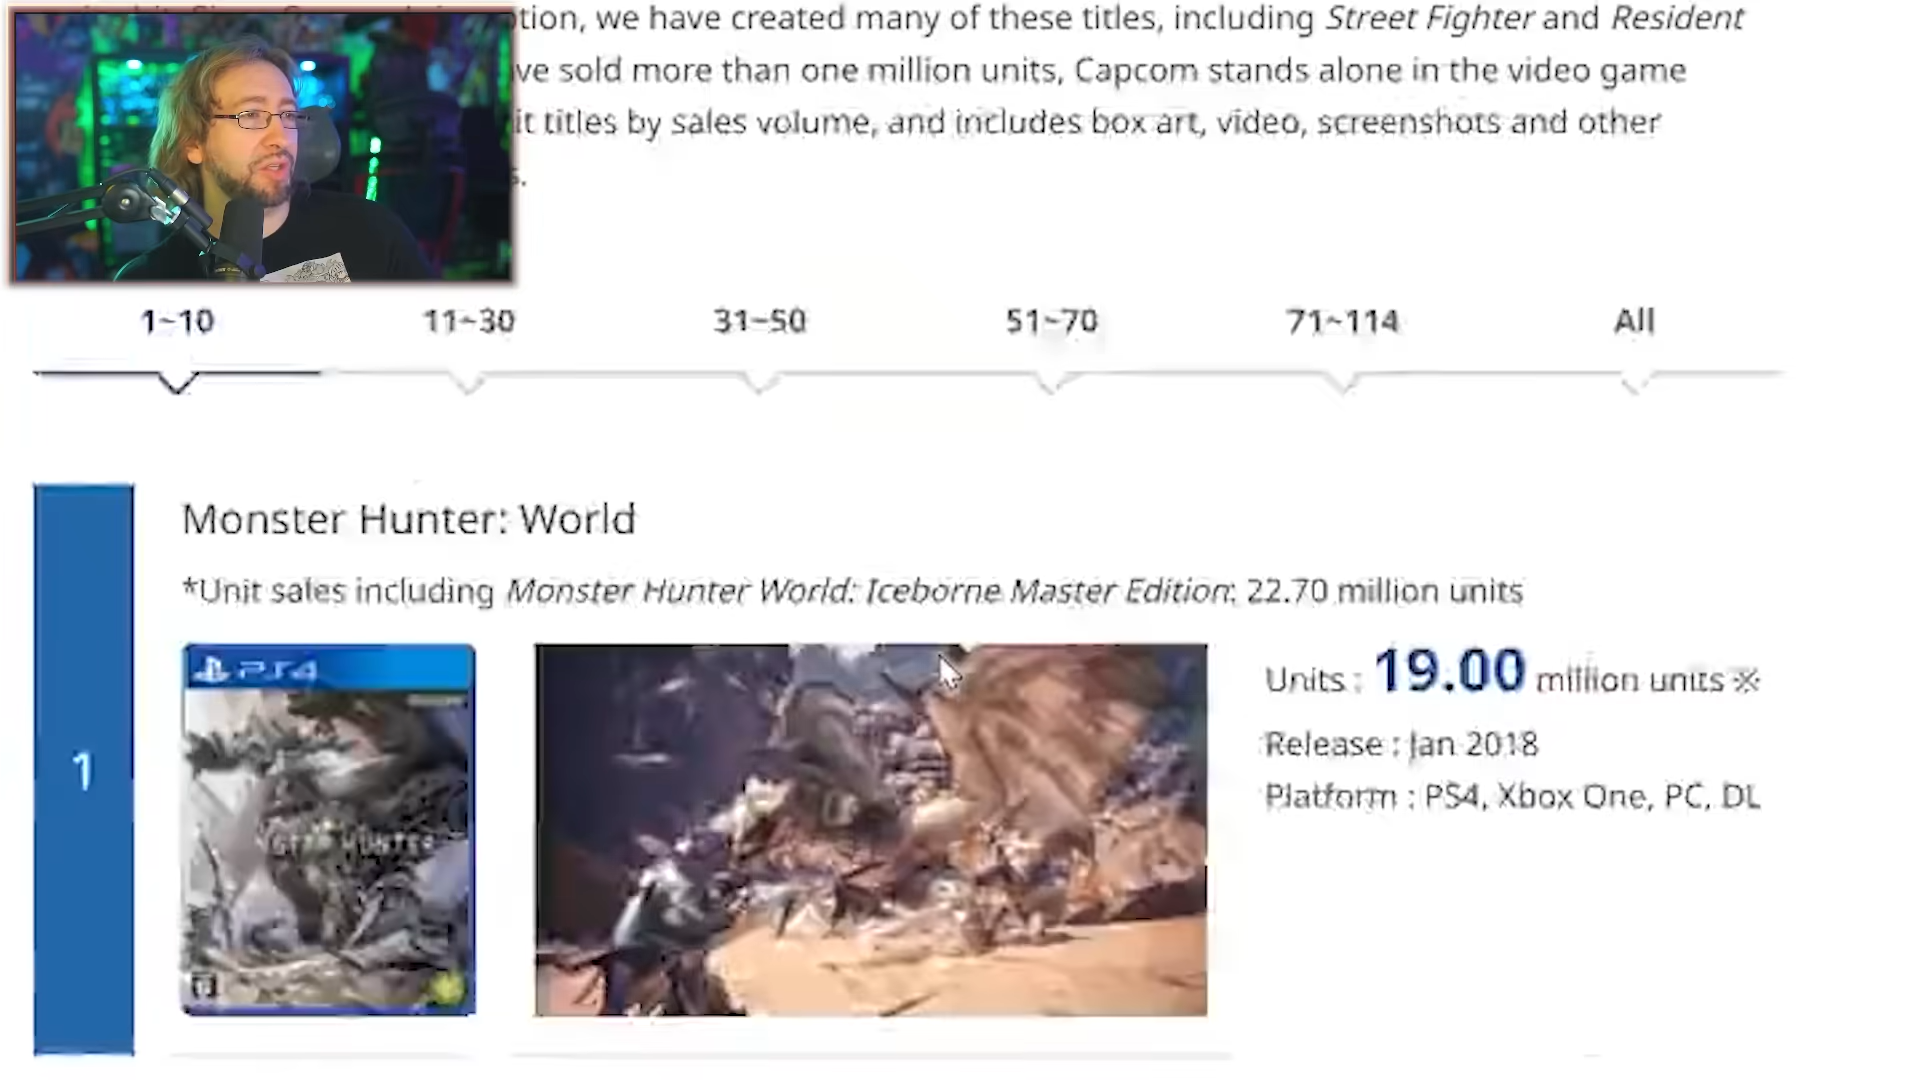 tion, we have created many of these titles, including Street Fighter and Resident
ve sold more than one million units, Capcom stands alone in the video game
it titles by sales volume, and includes box art, video, screenshots and other
s.
1~10 11~30 31~50 51~70 71~114 All
1
Monster Hunter: World
*Unit sales including Monster Hunter World: Iceborne Master Edition: 22.70 million units
PS4
HUNTER
Units : 19.00 million units ※
Release : Jan 2018
Platform : PS4, Xbox One, PC, DL